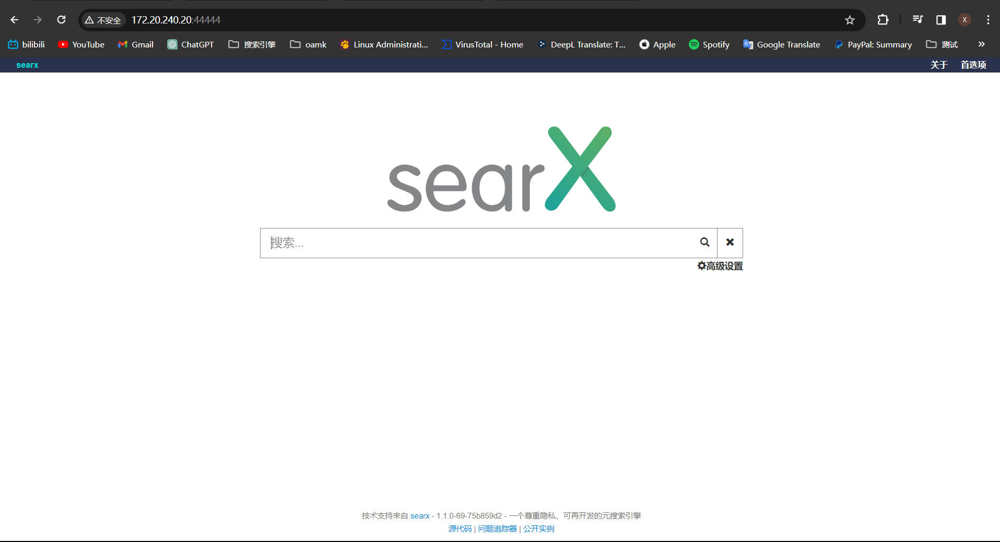 不安全 172.20.240.20:44444 X
bilibili YouTube Gmail ChatGPT 搜索引擎 oamk Linux Administrati... VirusTotal - Home DeepL Translate: T... Apple Spotify Google Translate PayPal: Summary 测试 »
searx 关于 首选项
searX
搜索...
高级设置
技术支持来自 searx - 1.1.0-69-75b859d2 - 一个尊重隐私、可再开发的元搜索引擎
源代码 | 问题追踪器 | 公开实例